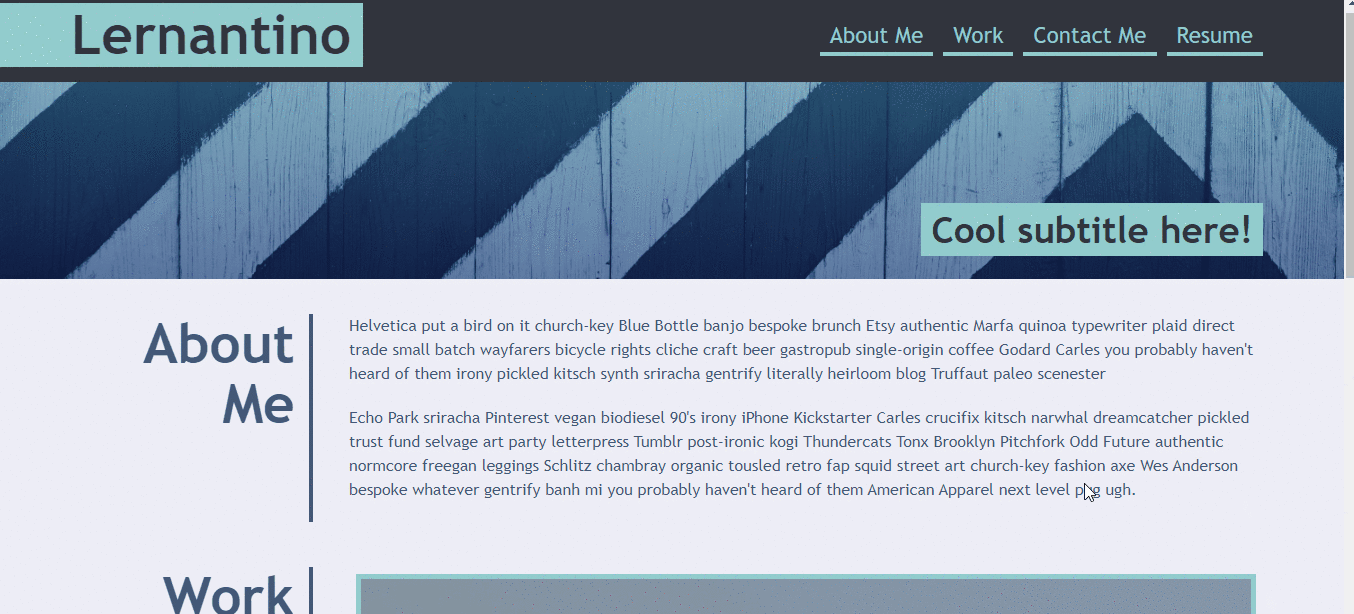 Lernantino
About Me Work Contact Me Resume
Cool subtitle here!
About
Me
Helvetica put a bird on it church-key Blue Bottle banjo bespoke brunch Etsy authentic Marfa quinoa typewriter plaid direct
trade small batch wayfarers bicycle rights cliche craft beer gastropub single-origin coffee Godard Carles you probably haven't
heard of them irony pickled kitsch synth sriracha gentrify literally heirloom blog Truffaut paleo scenester
Echo Park sriracha Pinterest vegan biodiesel 90's irony iPhone Kickstarter Carles crucifix kitsch narwhal dreamcatcher pickled
trust fund selvage art party letterpress Tumblr post-ironic kogi Thundercats Tonx Brooklyn Pitchfork Odd Future authentic
normcore freegan leggings Schlitz chambray organic tousled retro fap squid street art church-key fashion axe Wes Anderson
bespoke whatever gentrify banh mi you probably haven't heard of them American Apparel next level ugh.
Work